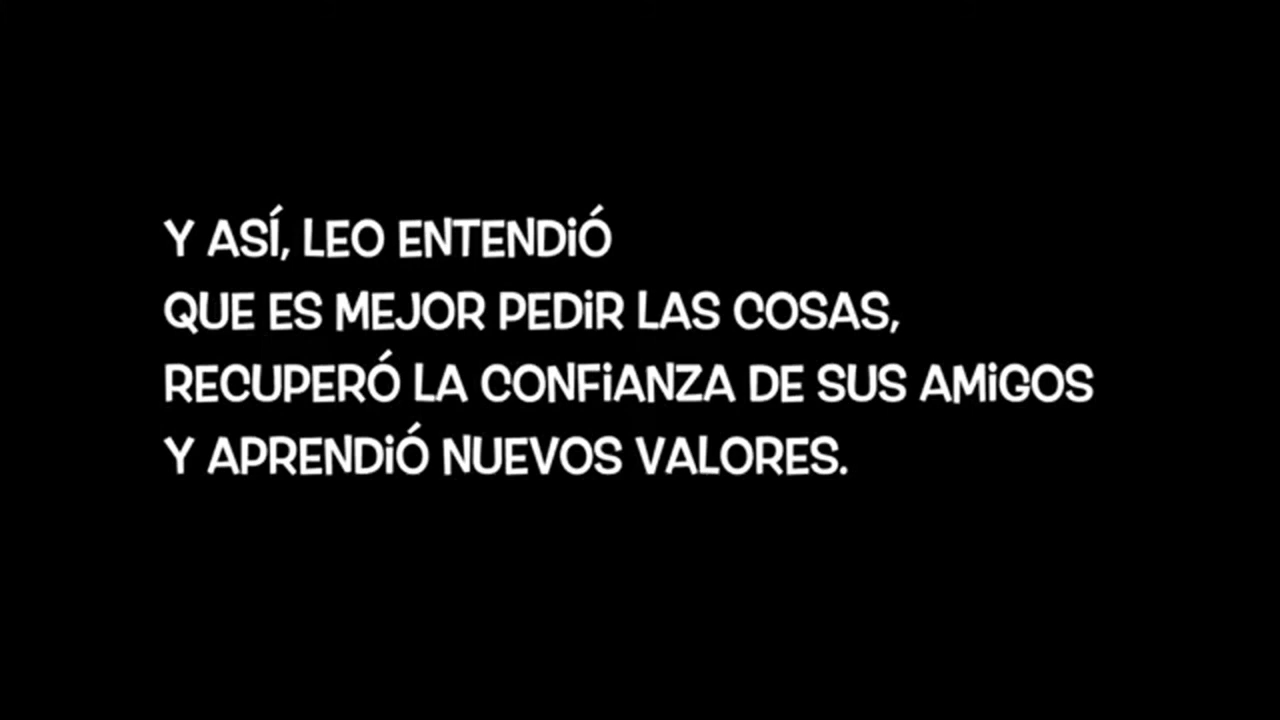 Y ASÍ, LEO ENTENDIÓ
QUE ES MEJOR PEDIR LAS COSAS,
RECUPERÓ LA CONFIANZA DE SUS AMIGOS
Y APRENDIÓ NUEVOS VALORES.